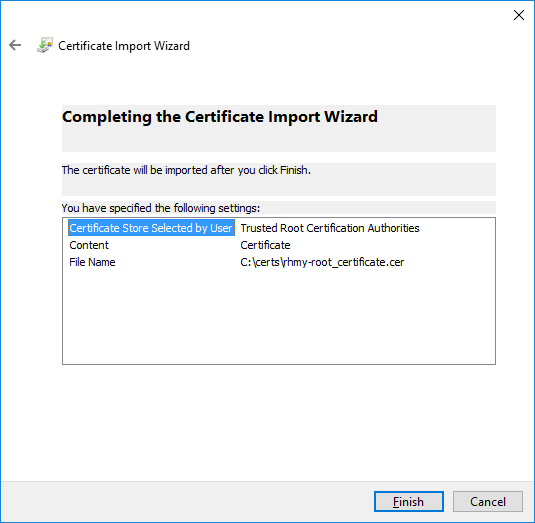 Certificate Import Wizard
Completing the Certificate Import Wizard
The certificate will be imported after you click Finish.
You have specified the following settings:
Certificate Store Selected by User Trusted Root Certification Authorities
Content Certificate
File Name C:\certs\rhmy-root_certificate.cer
Finish Cancel